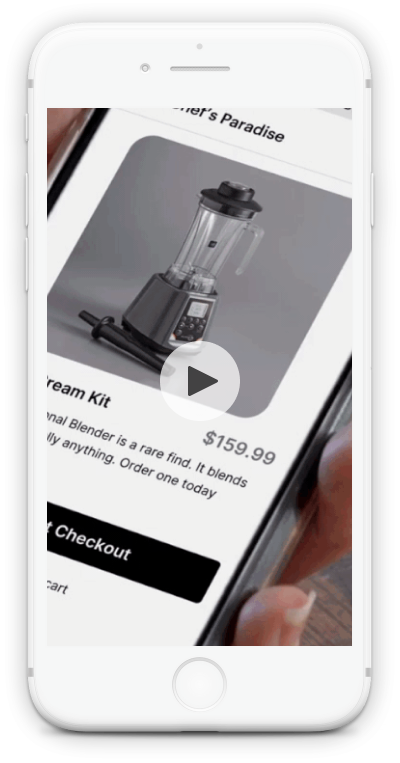 hef's Paradise
ream Kit
$159.99
nal Blender is a rare find. It blends
lly anything. Order one today
t Checkout
cart